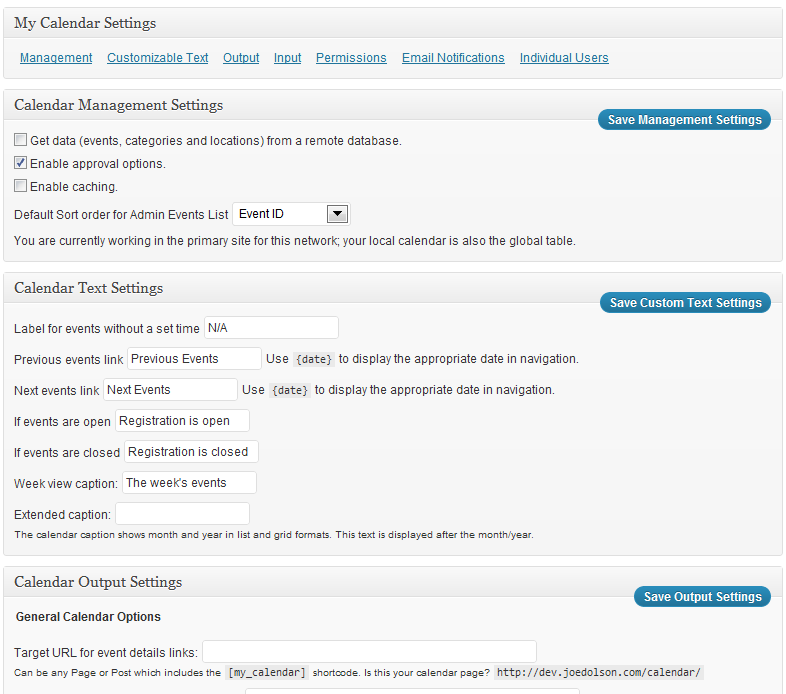 My Calendar Settings
Management Customizable Text Output Input Permissions Email Notifications Individual Users
Calendar Management Settings
Save Management Settings
Get data (events, categories and locations) from a remote database.
Enable approval options.
Enable caching.
Default Sort order for Admin Events List Event ID
You are currently working in the primary site for this network; your local calendar is also the global table.
Calendar Text Settings
Save Custom Text Settings
Label for events without a set time N/A
Previous events link Previous Events Use {date} to display the appropriate date in navigation.
Next events link Next Events Use {date} to display the appropriate date in navigation.
If events are open Registration is open
If events are closed Registration is closed
Week view caption: The week's events
Extended caption:
The calendar caption shows month and year in list and grid formats. This text is displayed after the month/year.
Calendar Output Settings
Save Output Settings
General Calendar Options
Target URL for event details links:
Can be any Page or Post which includes the [my_calendar] shortcode. Is this your calendar page? http://dev.joedolson.com/calendar/